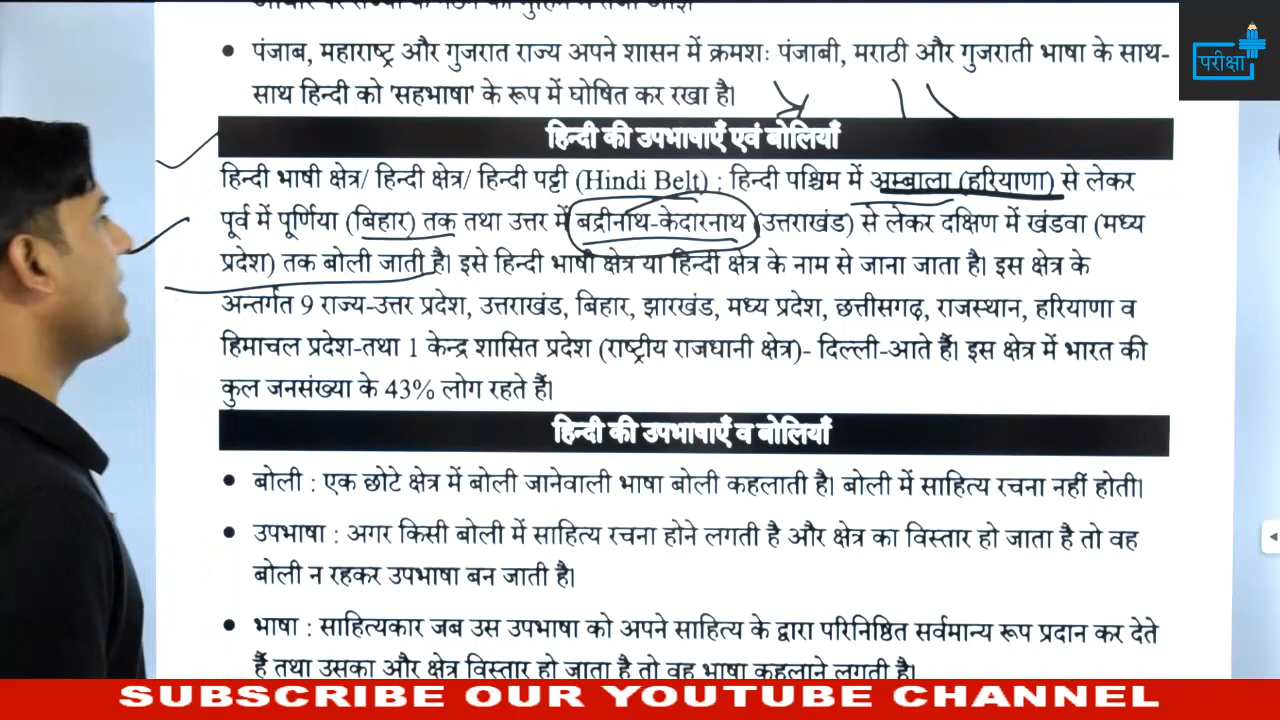 पंजाब, महाराष्ट्र और गुजरात राज्य अपने शासन में क्रमशः पंजाबी, मराठी और गुजराती भाषा के साथ-
साथ हिन्दी को 'सहभाषा' के रूप में घोषित कर रखा है।
परीक्षा
हिन्दी की उपभाषाएँ एवं बोलियाँ
हिन्दी भाषी क्षेत्र/ हिन्दी क्षेत्र/ हिन्दी पट्टी (Hindi Belt) : हिन्दी पश्चिम में अम्बाला (हरियाणा) से लेकर
पूर्व में पूर्णिया (बिहार) तक तथा उत्तर में बद्रीनाथ-केदारनाथ (उत्तराखंड) से लेकर दक्षिण में खंडवा (मध्य
प्रदेश) तक बोली जाती है। इसे हिन्दी भाषी क्षेत्र या हिन्दी क्षेत्र के नाम से जाना जाता है। इस क्षेत्र के
अन्तर्गत 9 राज्य-उत्तर प्रदेश, उत्तराखंड, बिहार, झारखंड, मध्य प्रदेश, छत्तीसगढ़, राजस्थान, हरियाणा व
हिमाचल प्रदेश-तथा 1 केन्द्र शासित प्रदेश (राष्ट्रीय राजधानी क्षेत्र)- दिल्ली-आते हैं। इस क्षेत्र में भारत की
कुल जनसंख्या के 43% लोग रहते हैं।
हिन्दी की उपभाषाएँ व बोलियाँ
बोली : एक छोटे क्षेत्र में बोली जानेवाली भाषा बोली कहलाती है। बोली में साहित्य रचना नहीं होती।
उपभाषा : अगर किसी बोली में साहित्य रचना होने लगती है और क्षेत्र का विस्तार हो जाता है तो वह
बोली न रहकर उपभाषा बन जाती है।
भाषा : साहित्यकार जब उस उपभाषा को अपने साहित्य के द्वारा परिनिष्ठित सर्वमान्य रूप प्रदान कर देते
हैं तथा उसका और क्षेत्र विस्तार हो जाता है तो वह भाषा कहलाने लगती है।
SUBSCRIBE OUR YOUTUBE CHANNEL